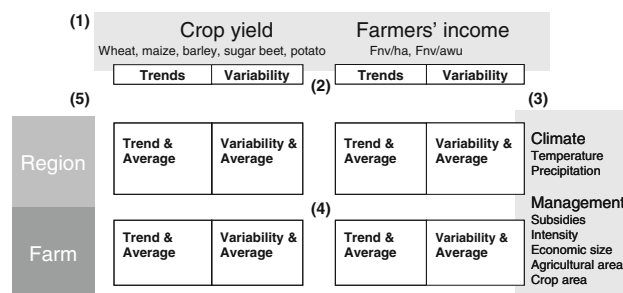 (1)
Crop yield
Farmers' income
Wheat, maize, barley, sugar beet, potato
Fnv/ha, Fnv/awu
Trends
Variability
(2)
Trends
Variability
(5)
(3)
Region
Trend &
Average
Variability &
Average
Trend &
Average
Variability &
Average
Climate
Temperature
Precipitation
(4)
Farm
Trend &
Average
Variability &
Average
Trend &
Average
Variability &
Average
Management
Subsidies
Intensity
Economic size
Agricultural area
Crop area